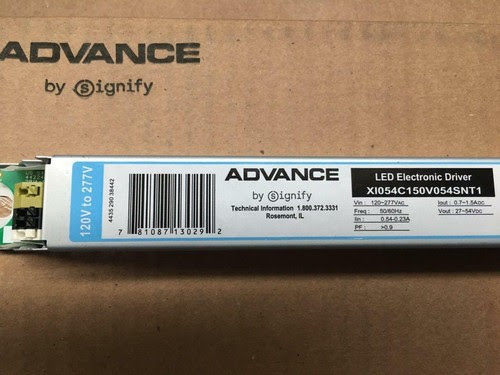 ADVANCE
by Signify
120V to 277V
4435 290 38442
7 81087 13029 2
ADVANCE
by Signify
Technical Information 1.800.372.3331
Rosemont, IL
LED Electronic Driver
XI054C150V054SNT1
Vin : 120~277VAC Iout : 0.7~1.5ADC
Freq : 50/60Hz Vout : 27~54VDC
Iin : 0.54-0.23A
PF : >0.9